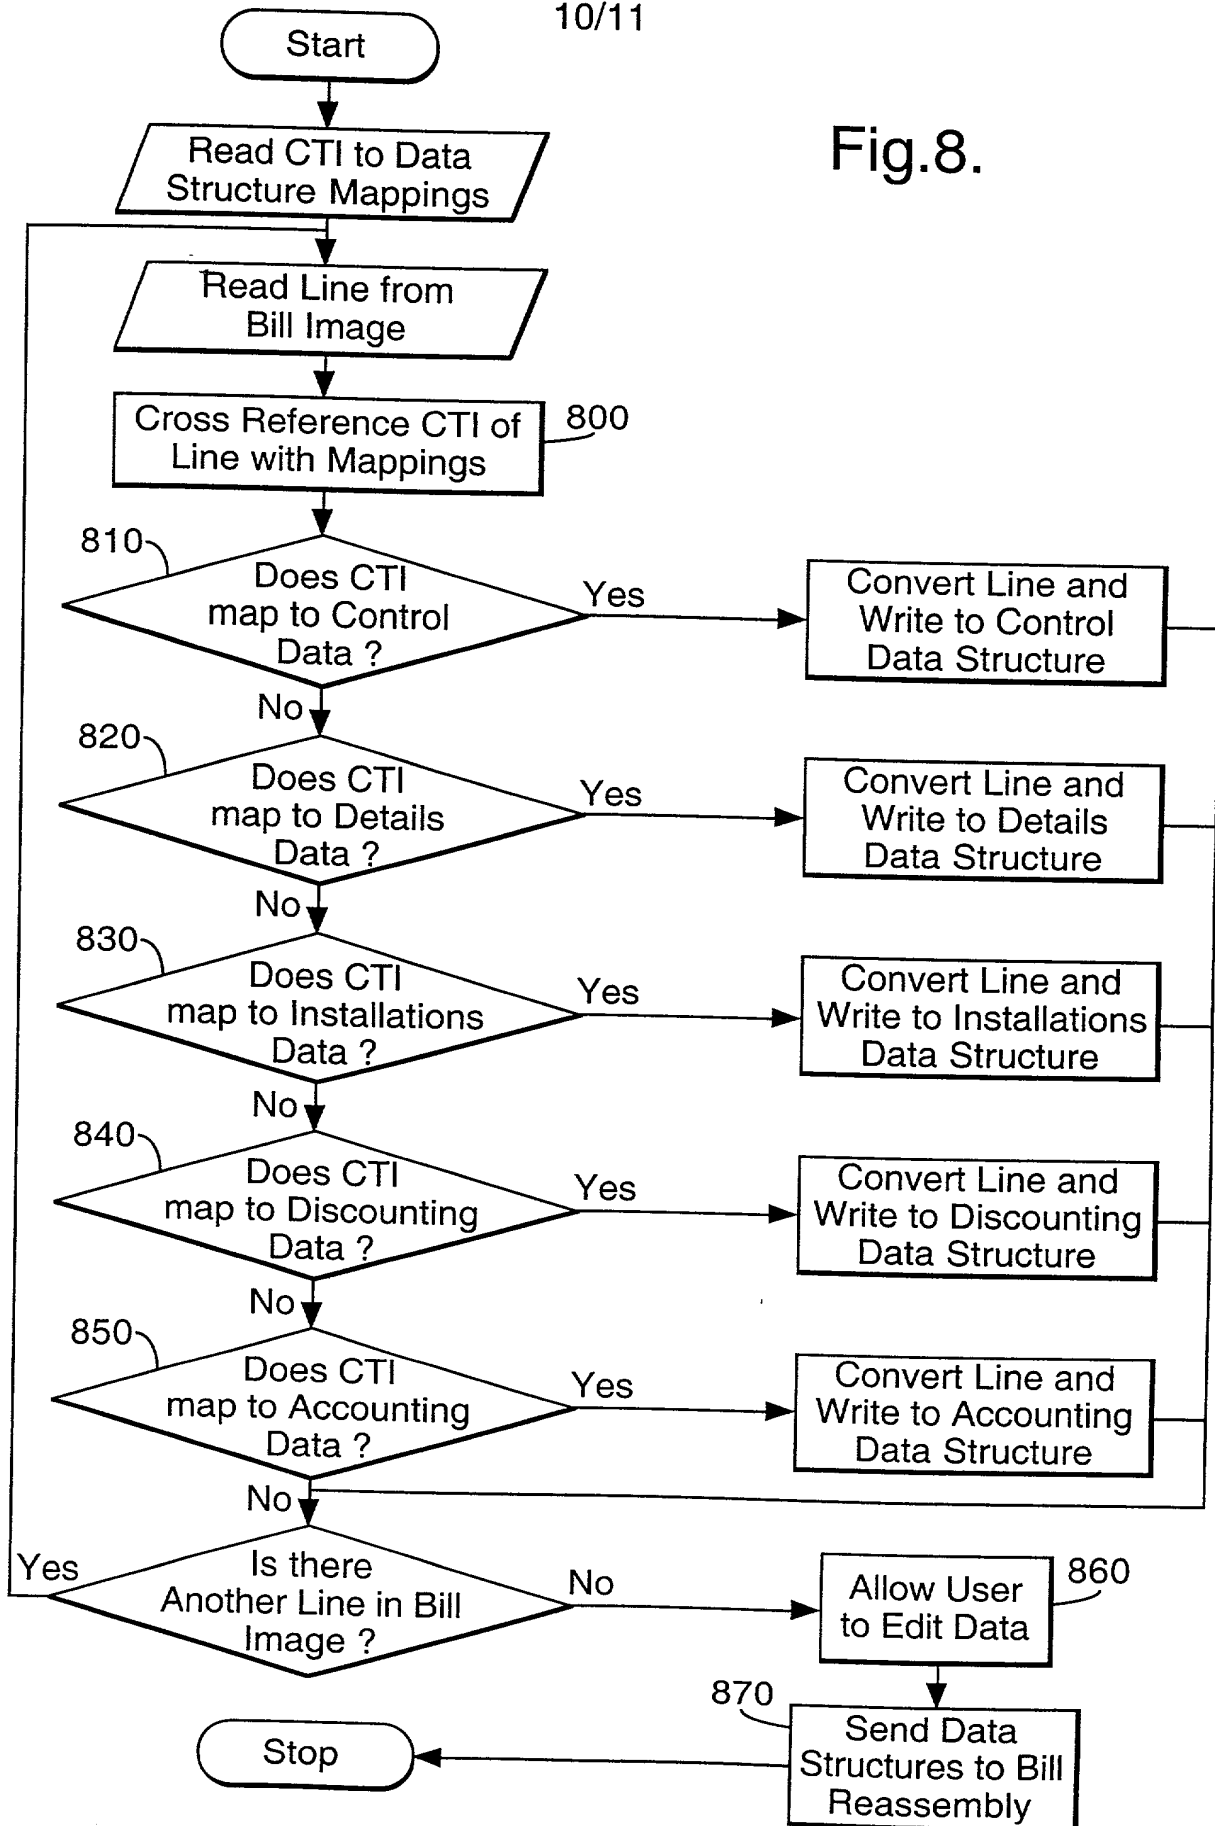 10/11
Start
Fig.8.
Read CTI to Data
Structure Mappings
Read Line from
Bill Image
Cross Reference CTI of
Line with Mappings
800
810
Does CTI
map to Control
Data ?
Yes
Convert Line and
Write to Control
Data Structure
No
820
Does CTI
map to Details
Data ?
Yes
Convert Line and
Write to Details
Data Structure
No
830
Does CTI
map to Installations
Data ?
Yes
Convert Line and
Write to Installations
Data Structure
No
840
Does CTI
map to Discounting
Data ?
Yes
Convert Line and
Write to Discounting
Data Structure
No
850
Does CTI
map to Accounting
Data ?
Yes
Convert Line and
Write to Accounting
Data Structure
No
Yes
Is there
Another Line in Bill
Image ?
No
Allow User
to Edit Data
860
870
Send Data
Structures to Bill
Reassembly
Stop